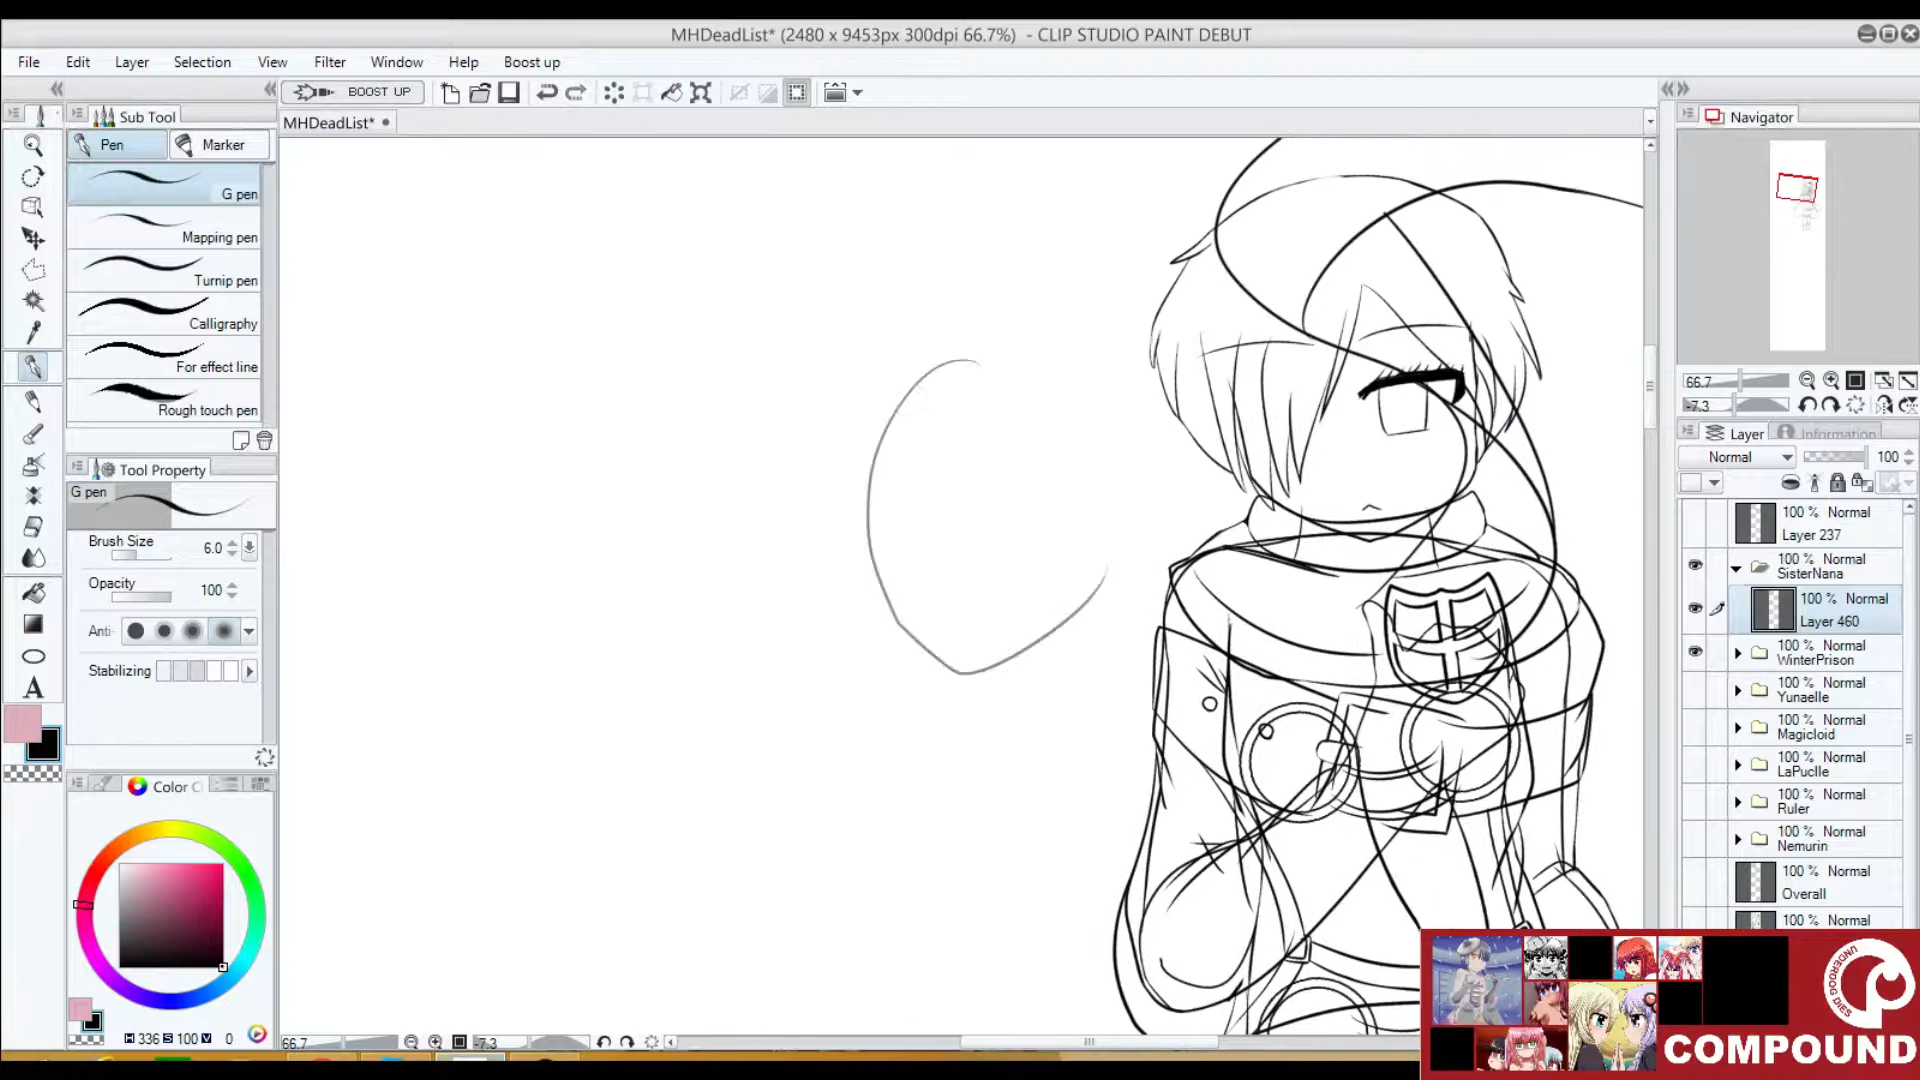 MHDeadList* (2480 x 9453px 300dpi 66.7%)  - CLIP STUDIO PAINT DEBUT
File Edit Layer Selection View Filter Window Help Boost up
BOOST UP
Sub Tool
MHDeadList*
Navigator
Pen Marker
G pen
Mapping pen
Turnip pen
Calligraphy
For effect line
Rough touch pen
66.7
-7.3
Layer Information
Normal 100
Tool Property
G pen
Brush Size 6.0
Opacity 100
Anti-
Stabilizing
100 % Normal
Layer 237
100 % Normal
SisterNana
100 % Normal
Layer 460
100 % Normal
WinterPrison
100 % Normal
Yunaelle
100 % Normal
Magicloid
100 % Normal
LaPuclle
100 % Normal
Ruler
100 % Normal
Nemurin
100 % Normal
Overall
100 % Normal
A
Color C
H 336 S 100 V 0
66.7 -7.3
UNDERDOG DIES
COMPOUND